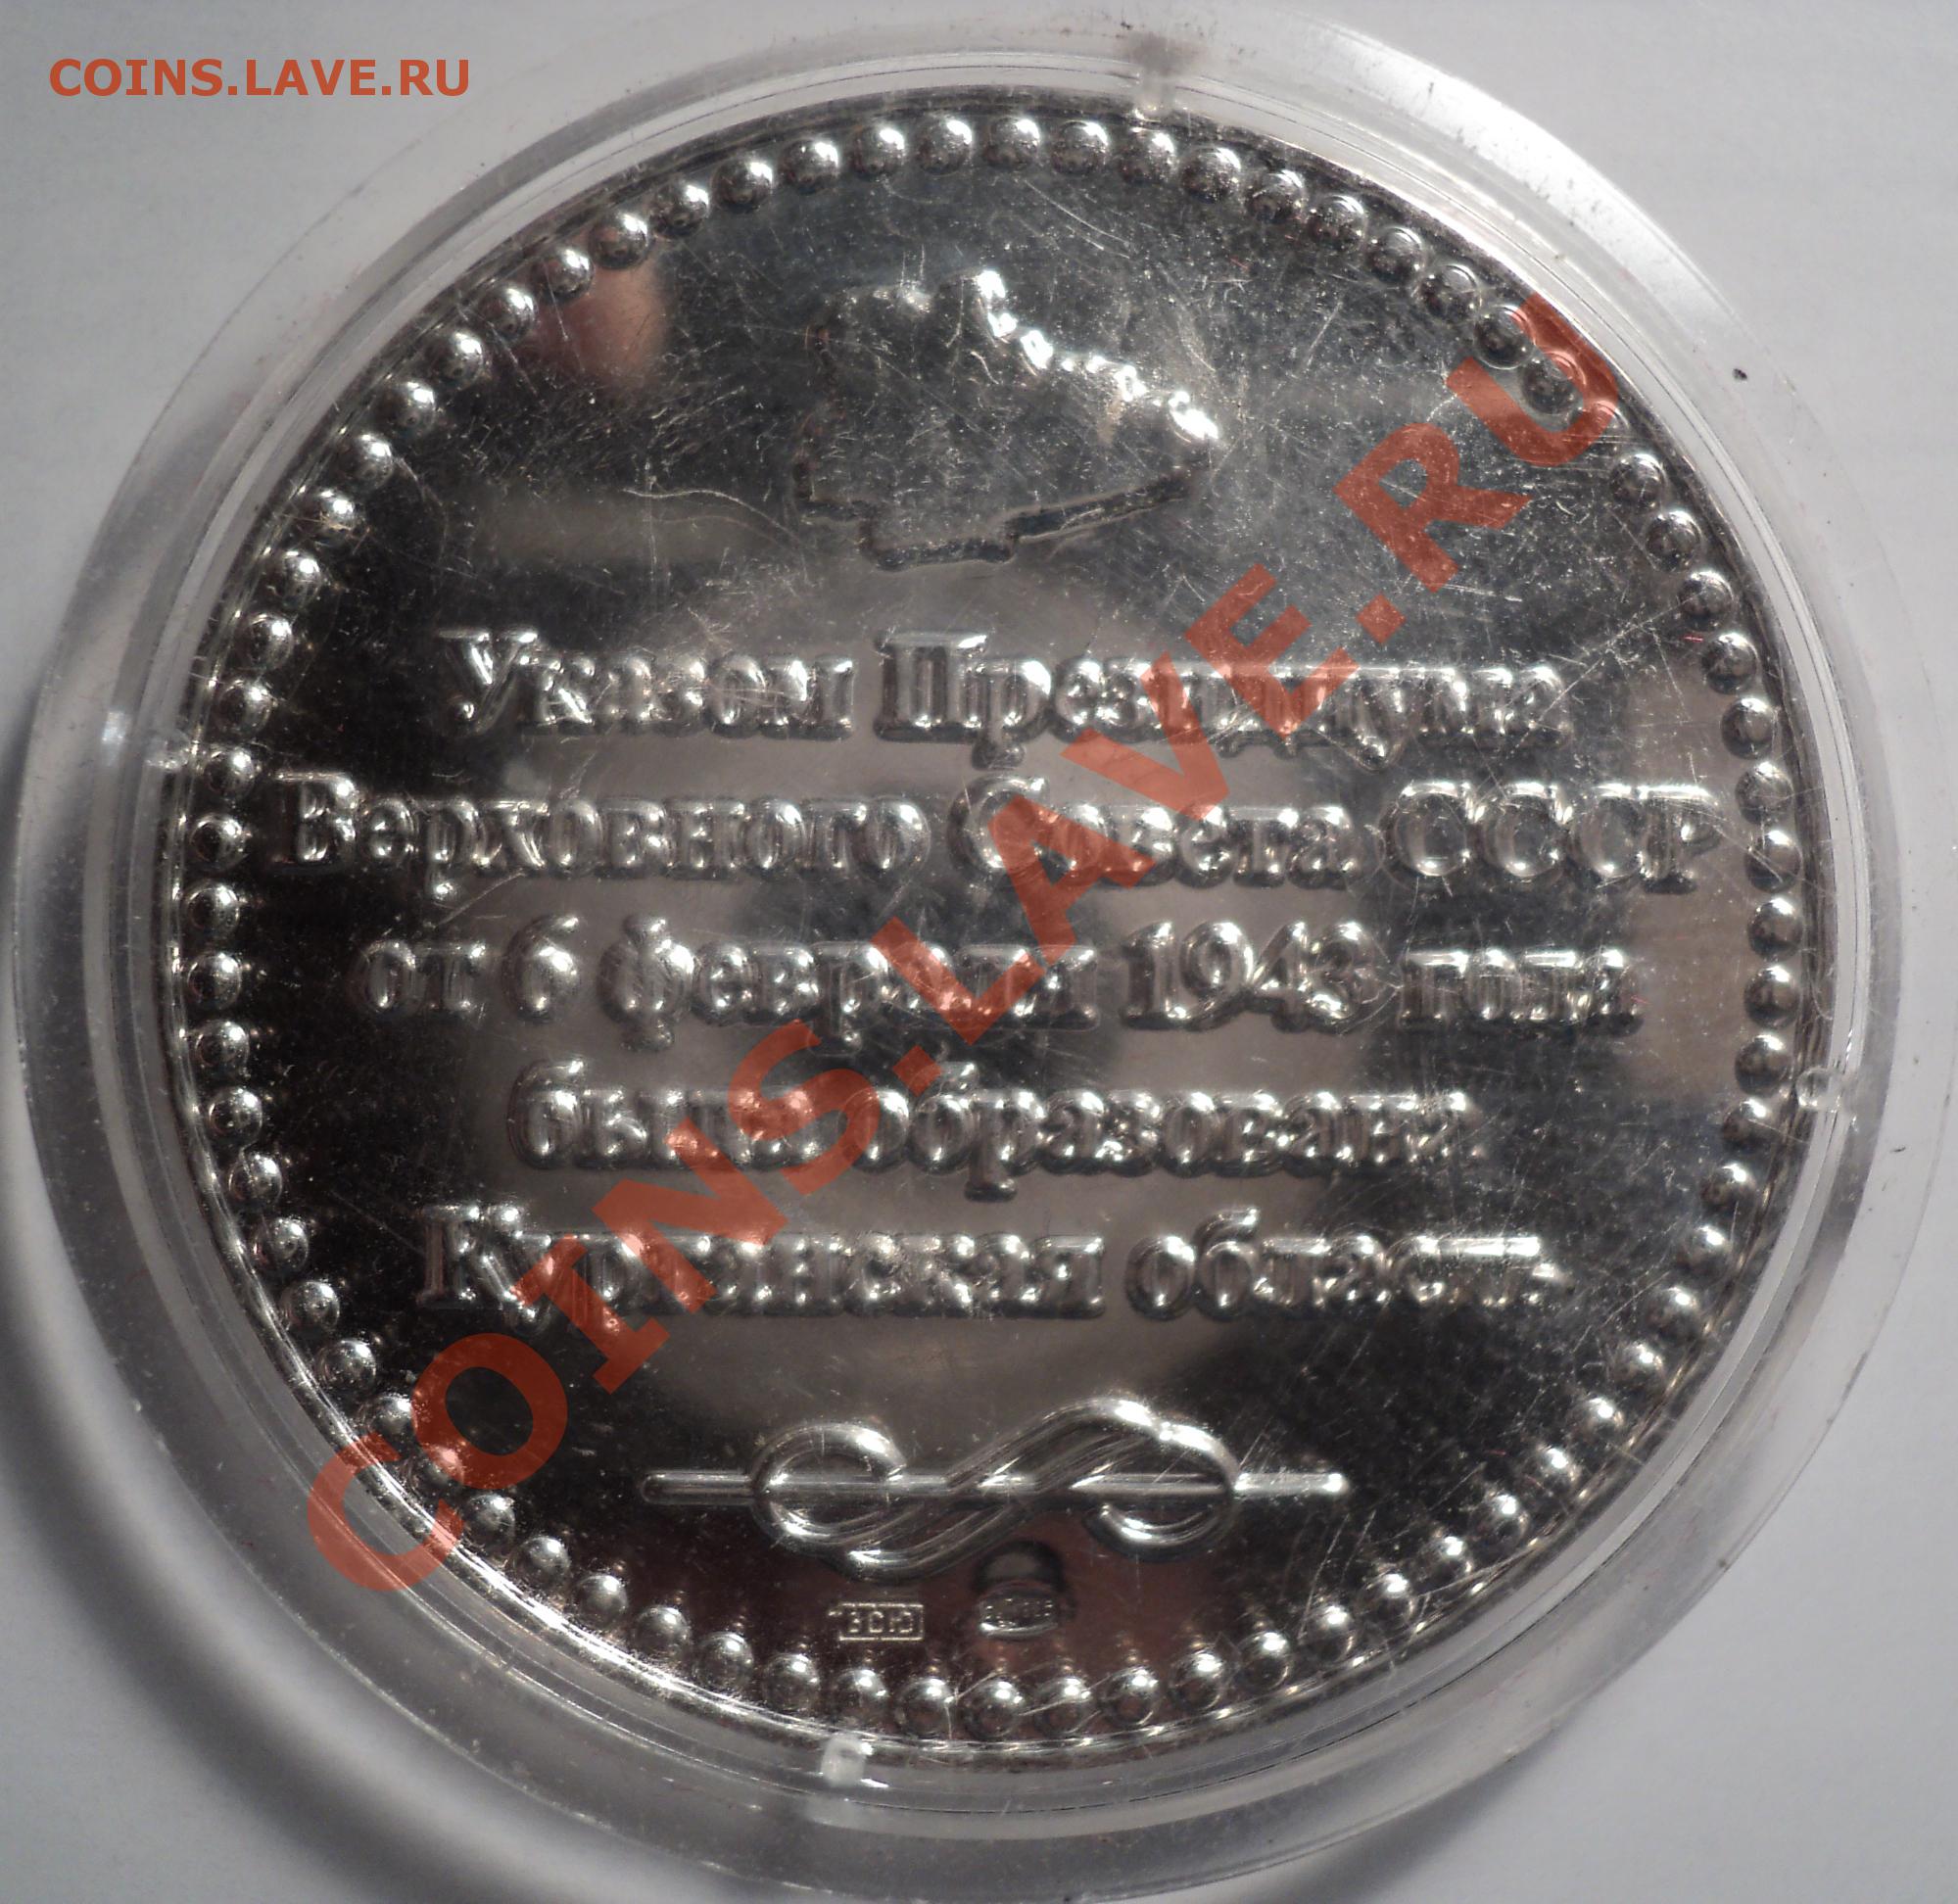 COINS.LAVE.RU
Указом Президиума
Верховного Совета СССР
от 6 февраля 1943 года
была образована
Курганская область
COINS.LAVE.RU